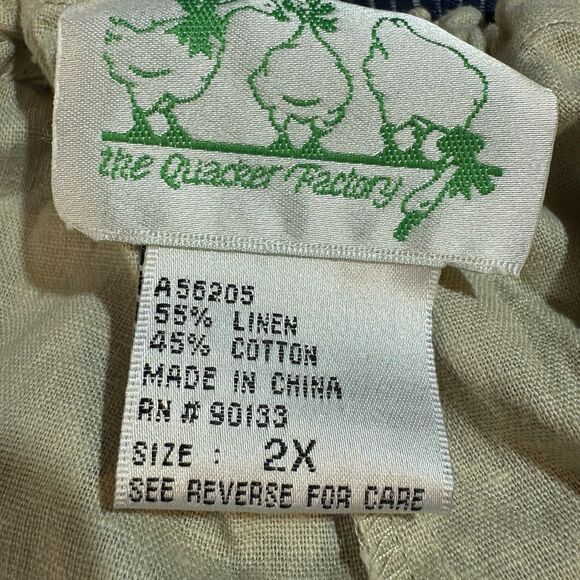 the Quacker Factory
A56205
55% LINEN
45% COTTON
MADE IN CHINA
RN # 90133
SIZE : 2X
SEE REVERSE FOR CARE